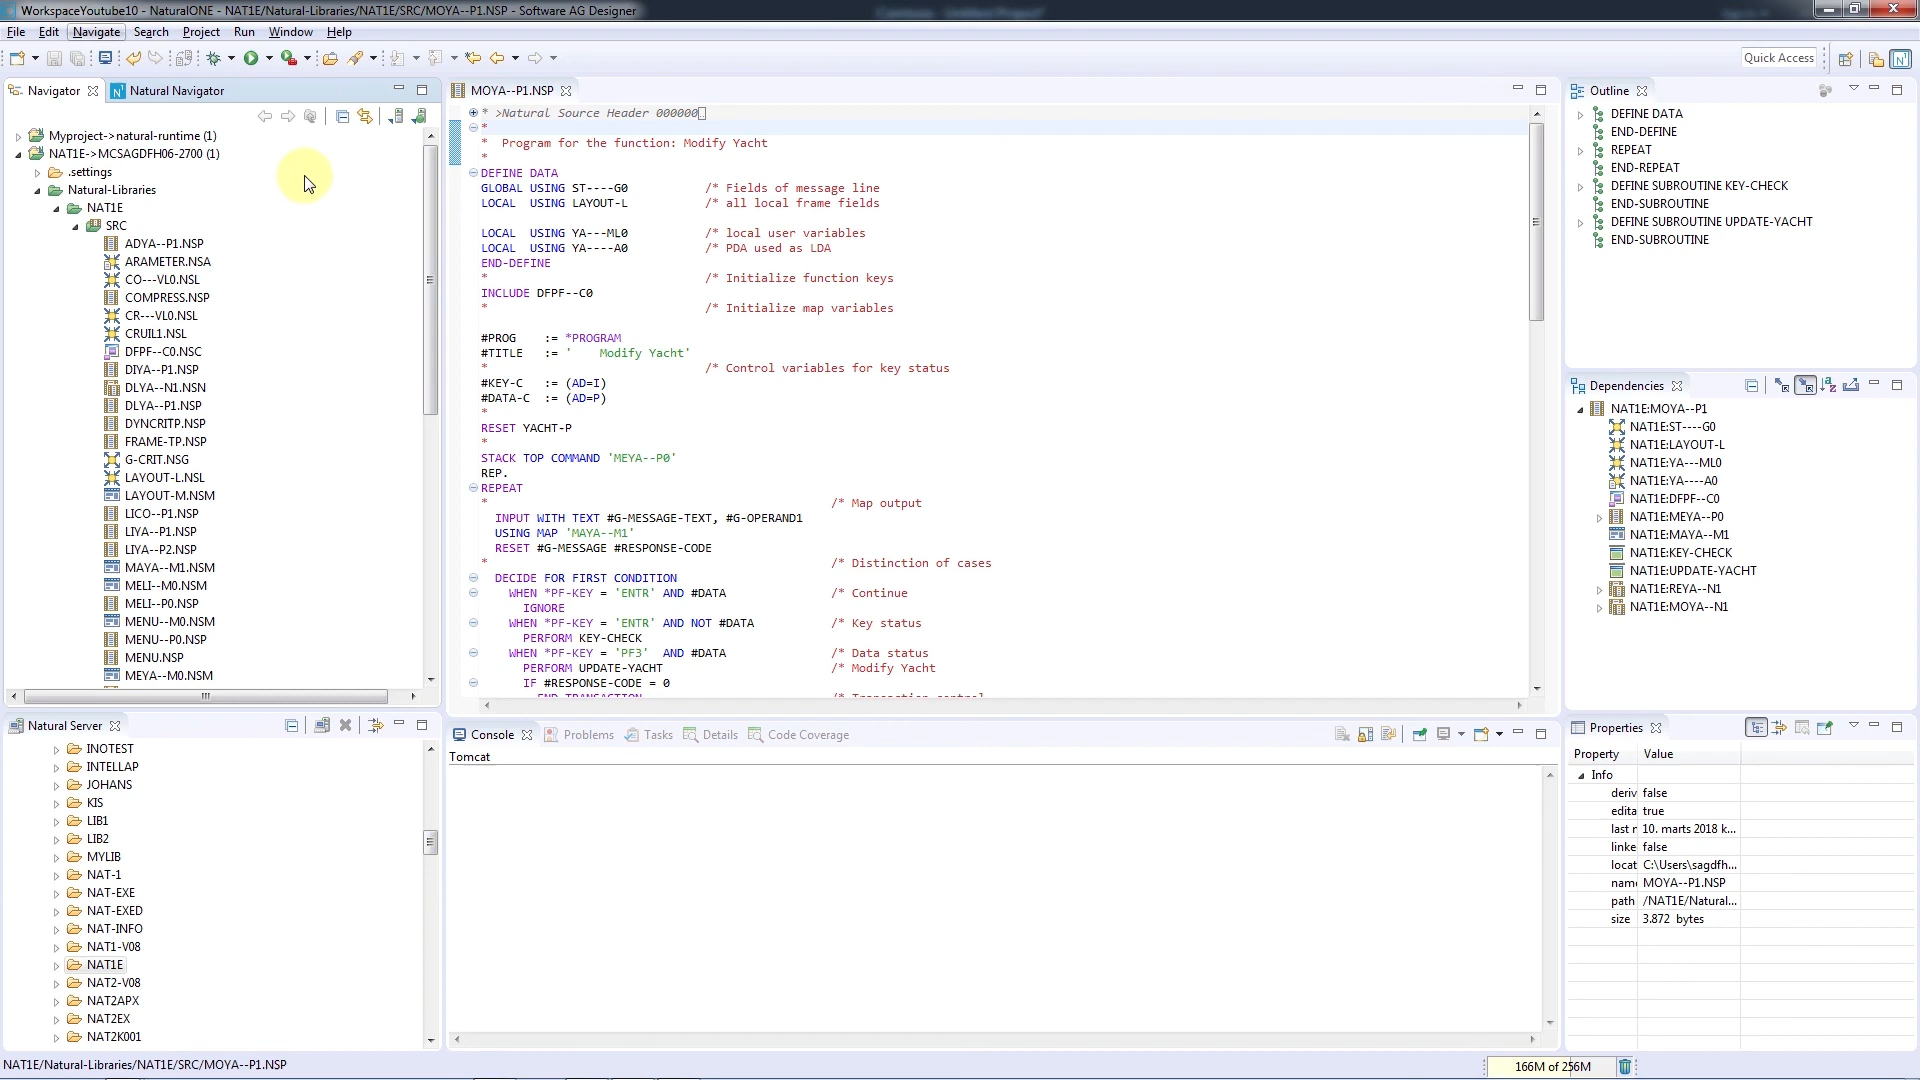 WorkspaceYoutube10 - NaturalONE - NAT1E/Natural-Libraries/NAT1E/SRC/MOYA--P1.NSP - Software AG Designer
File Edit Navigate Search Project Run Window Help
Quick Access
Navigator
Natural Navigator
Myproject->natural-runtime (1)
NAT1E->MCSAGDFH06-2700 (1)
.settings
Natural-Libraries
NAT1E
SRC
ADYA--P1.NSP
ARAMETER.NSA
CO---VL0.NSL
COMPRESS.NSP
CR---VL0.NSL
CRUIL1.NSL
DFPF--C0.NSC
DIYA--P1.NSP
DLYA--N1.NSN
DLYA--P1.NSP
DYNCRITP.NSP
FRAME-TP.NSP
G-CRIT.NSG
LAYOUT-L.NSL
LAYOUT-M.NSM
LICO--P1.NSP
LIYA--P1.NSP
LIYA--P2.NSP
MAYA--M1.NSM
MELI--M0.NSM
MELI--P0.NSP
MENU--M0.NSM
MENU--P0.NSP
MENU.NSP
MEYA--M0.NSM
MOYA--P1.NSP
* >Natural Source Header 000000
*
* Program for the function: Modify Yacht
*
DEFINE DATA
GLOBAL USING ST----G0 /* Fields of message line
LOCAL USING LAYOUT-L /* all local frame fields
LOCAL USING YA---ML0 /* local user variables
LOCAL USING YA----A0 /* PDA used as LDA
END-DEFINE
* /* Initialize function keys
INCLUDE DFPF--C0
* /* Initialize map variables
#PROG := *PROGRAM
#TITLE := ' Modify Yacht'
* /* Control variables for key status
#KEY-C := (AD=I)
#DATA-C := (AD=P)
*
RESET YACHT-P
*
STACK TOP COMMAND 'MEYA--P0'
REP.
REPEAT
* /* Map output
INPUT WITH TEXT #G-MESSAGE-TEXT, #G-OPERAND1
USING MAP 'MAYA--M1'
RESET #G-MESSAGE #RESPONSE-CODE
* /* Distinction of cases
DECIDE FOR FIRST CONDITION
WHEN *PF-KEY = 'ENTR' AND #DATA /* Continue
IGNORE
WHEN *PF-KEY = 'ENTR' AND NOT #DATA /* Key status
PERFORM KEY-CHECK
WHEN *PF-KEY = 'PF3' AND #DATA /* Data status
PERFORM UPDATE-YACHT /* Modify Yacht
IF #RESPONSE-CODE = 0
END TRANSACTION /* Transaction control
Outline
DEFINE DATA
END-DEFINE
REPEAT
END-REPEAT
DEFINE SUBROUTINE KEY-CHECK
END-SUBROUTINE
DEFINE SUBROUTINE UPDATE-YACHT
END-SUBROUTINE
Dependencies
NAT1E:MOYA--P1
NAT1E:ST----G0
NAT1E:LAYOUT-L
NAT1E:YA---ML0
NAT1E:YA----A0
NAT1E:DFPF--C0
NAT1E:MEYA--P0
NAT1E:MAYA--M1
NAT1E:KEY-CHECK
NAT1E:UPDATE-YACHT
NAT1E:REYA--N1
NAT1E:MOYA--N1
Natural Server
INOTEST
INTELLAP
JOHANS
KIS
LIB1
LIB2
MYLIB
NAT-1
NAT-EXE
NAT-EXED
NAT-INFO
NAT1-V08
NAT1E
NAT2-V08
NAT2APX
NAT2EX
NAT2K001
Console Problems Tasks Details Code Coverage
Tomcat
Properties
Property Value
Info
deriv false
edita true
last r 10. marts 2018 k...
linke false
locat C:\Users\sagdfh...
nam MOYA--P1.NSP
path /NAT1E/Natural...
size 3.872 bytes
NAT1E/Natural-Libraries/NAT1E/SRC/MOYA--P1.NSP
166M of 256M